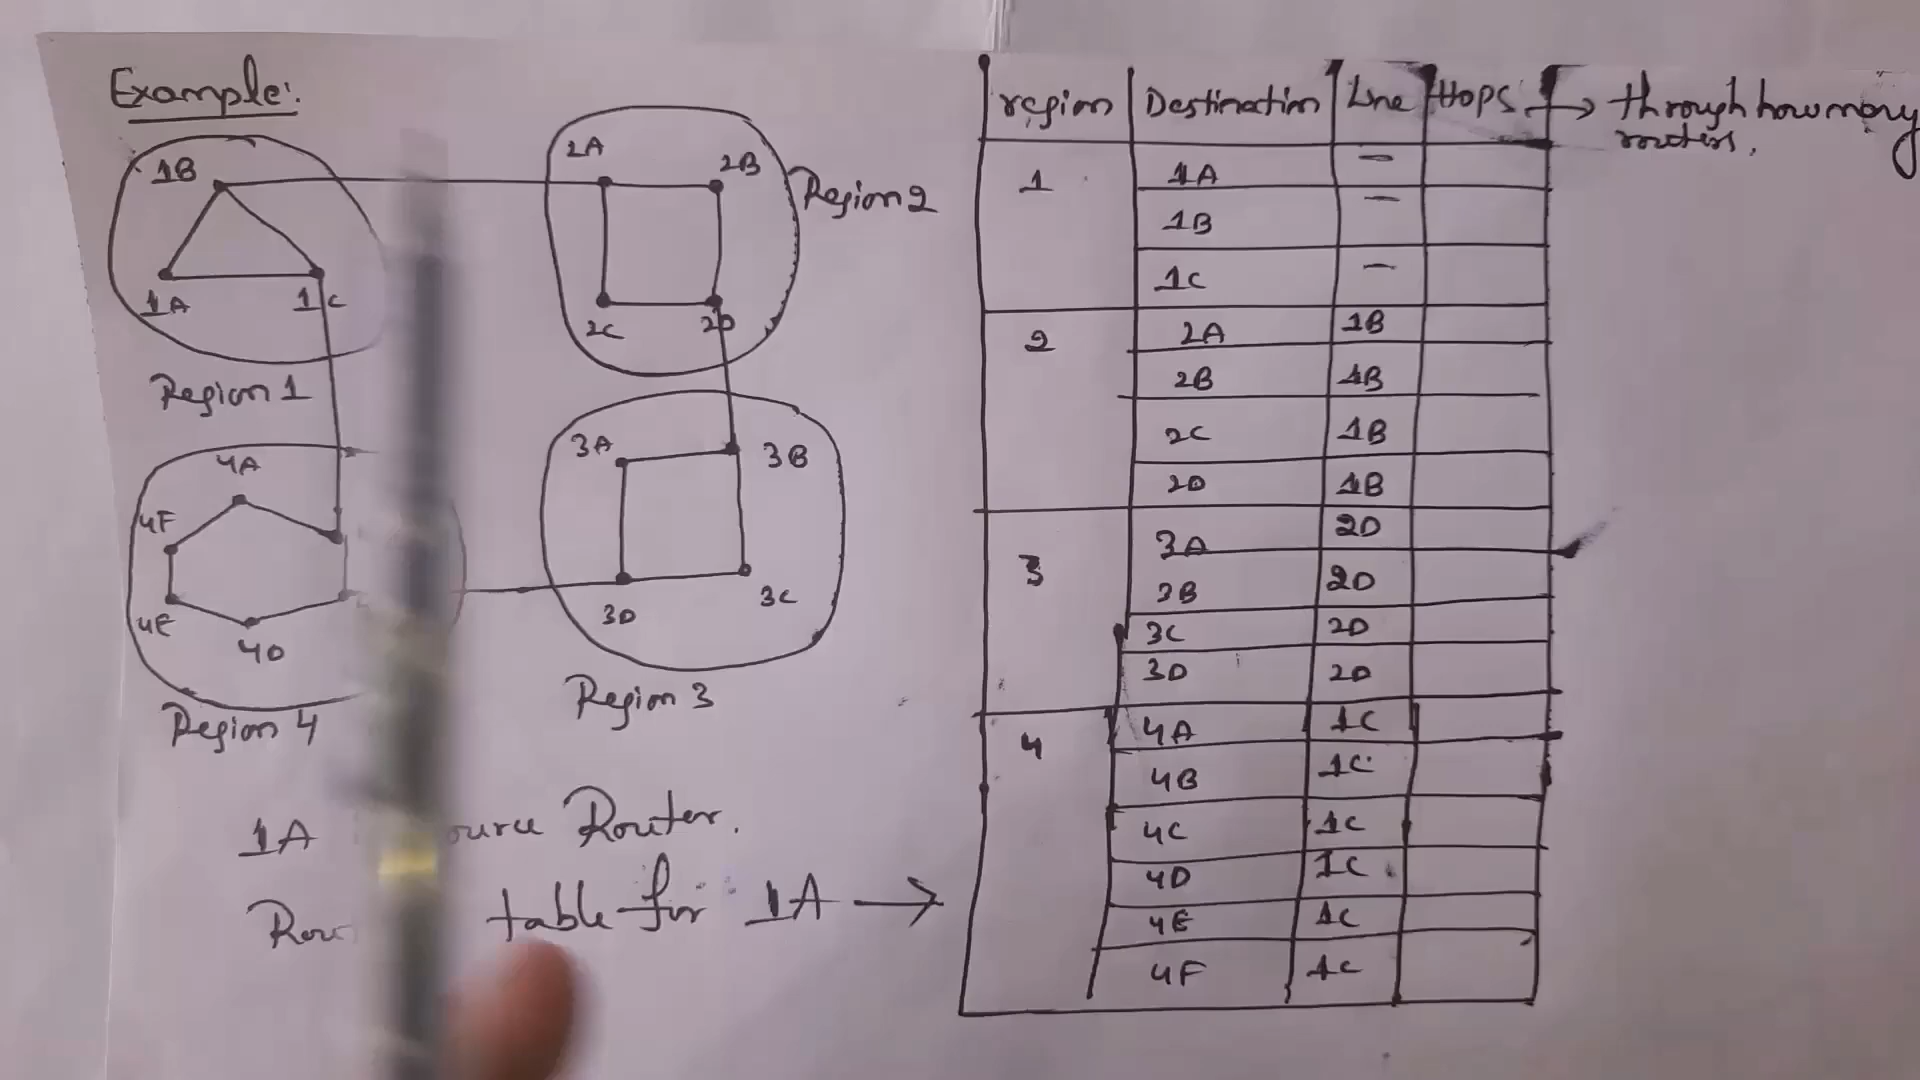 Example:
1B
1A
1C
Region 1
2A
2B
2C
2D
Region 2
3A
3B
3D
3C
Region 3
4A
4F
4E
4D
Region 4
1A Router.
table for 1A →
region Destination Line Hops → through how many
routers.
1 1A —
1B —
1C —
2 2A 1B
2B 1B
2C 1B
2D 1B
3 3A 2D
3B 2D
3C 2D
3D 2D
4 4A 1C
4B 1C
4C 1C
4D 1C
4E 1C
4F 1C